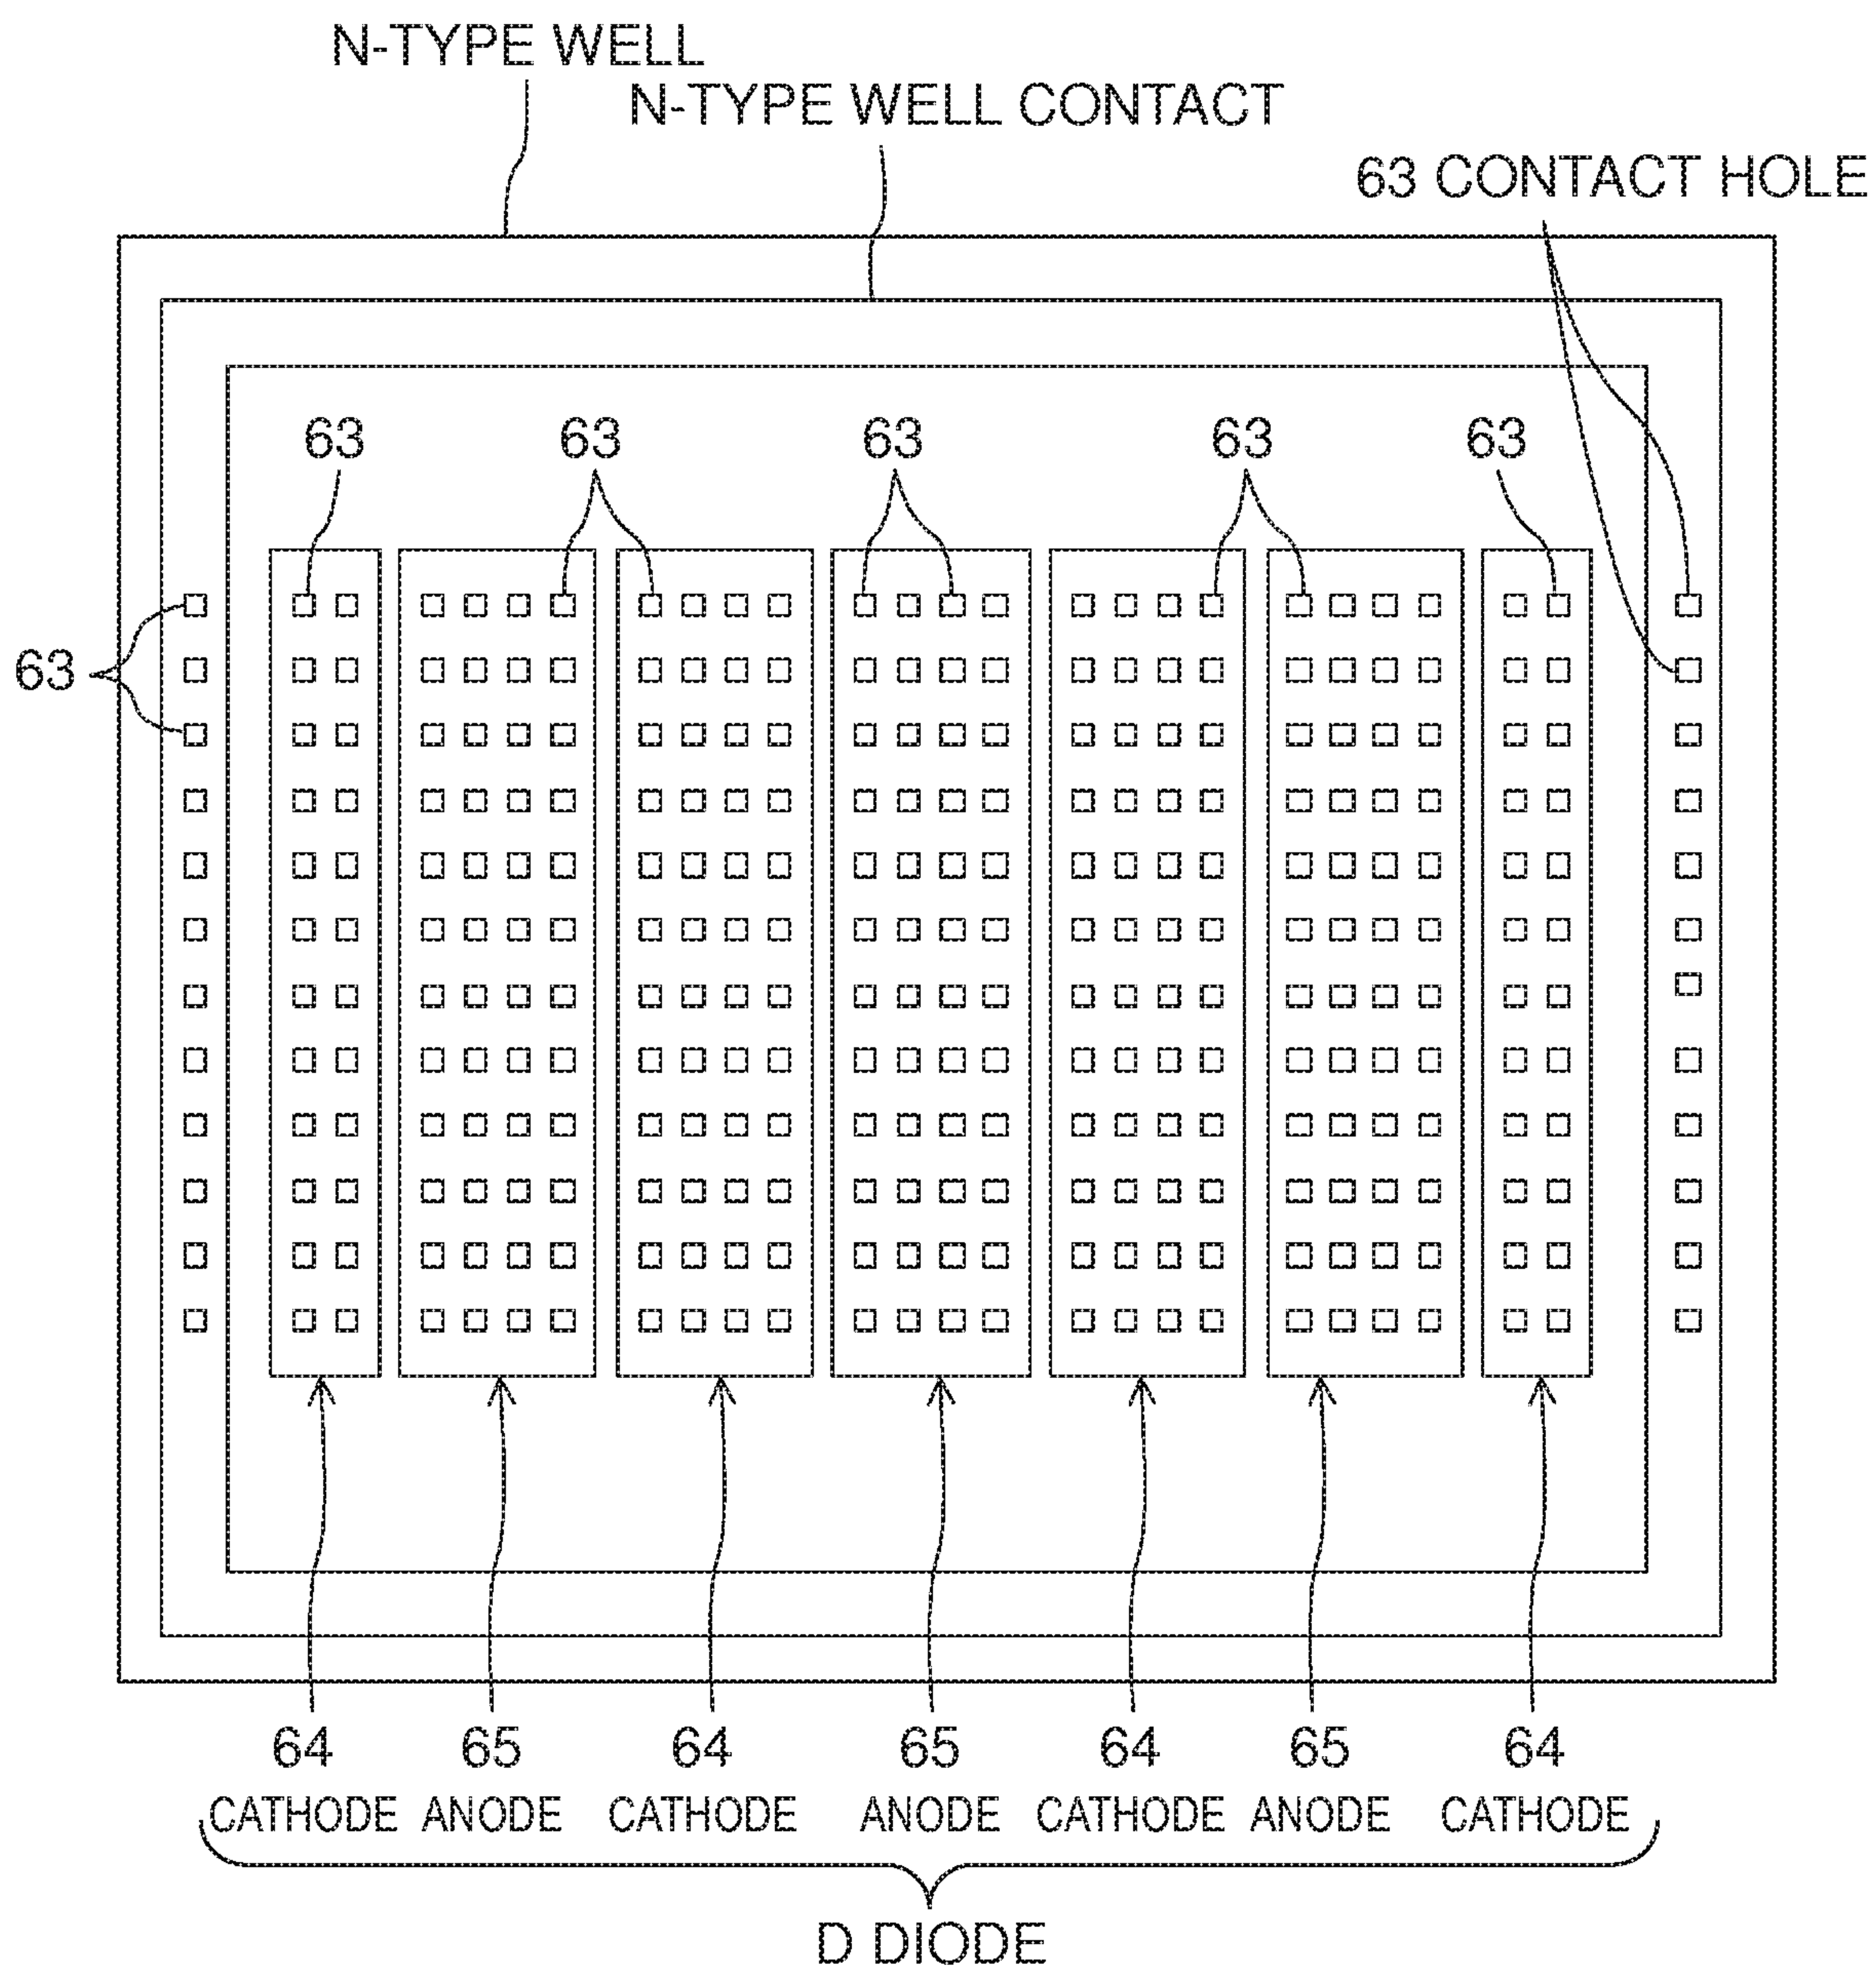 N-TYPE WELL
N-TYPE WELL CONTACT
63 CONTACT HOLE
63 63 63 63 63
63
64 65 64 65 64 65 64
CATHODE ANODE CATHODE ANODE CATHODE ANODE CATHODE
D DIODE